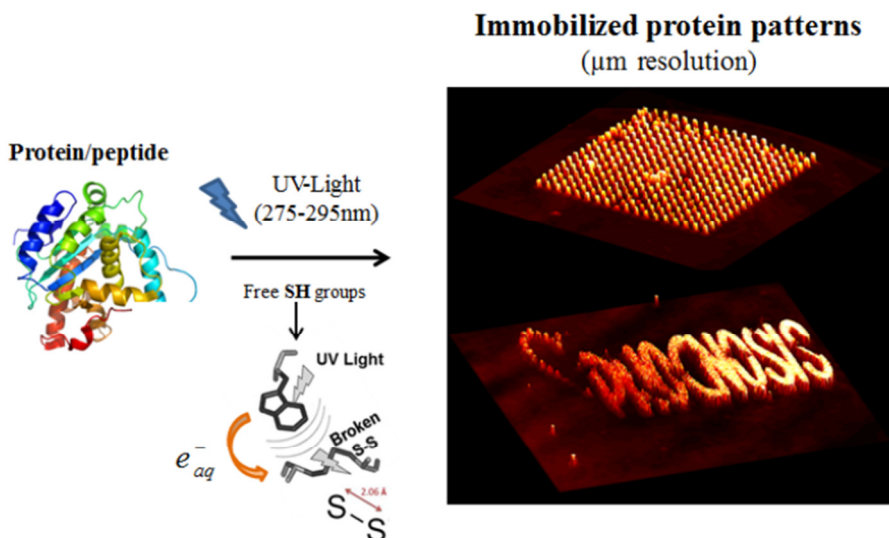 Immobilized protein patterns
(µm resolution)
Protein/peptide
UV-Light
(275-295nm)
Free SH groups
UV Light
Broken
S-S
e⁻aq
2.06 Å
S-S